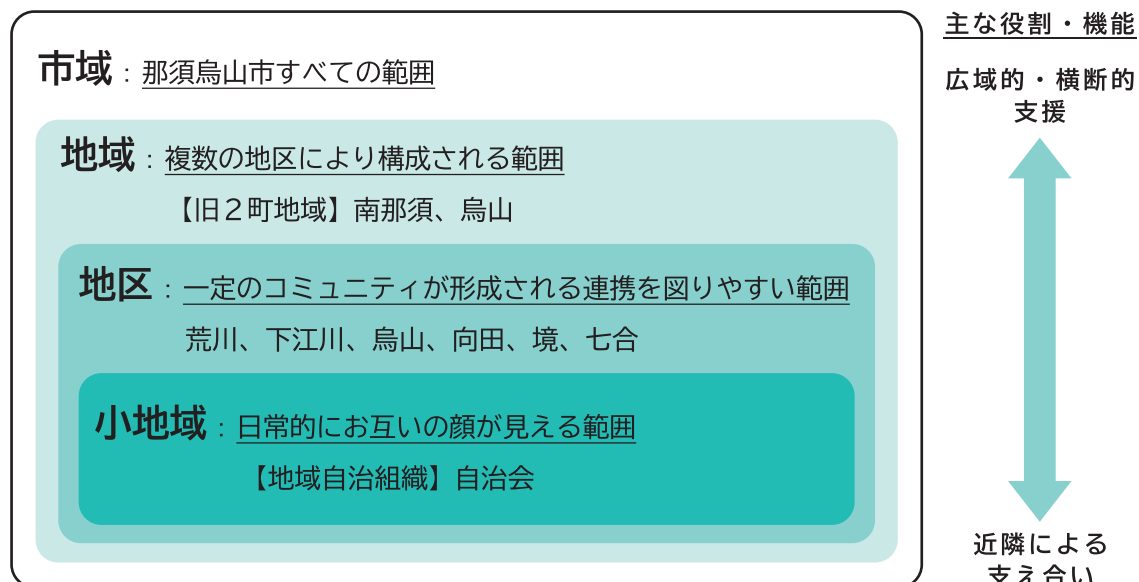 市域：那須烏山市すべての範囲
地域：複数の地区により構成される範囲
【旧２町地域】南那須、烏山
地区：一定のコミュニティが形成される連携を図りやすい範囲
荒川、下江川、烏山、向田、境、七合
小地域：日常的にお互いの顔が見える範囲
【地域自治組織】自治会
主な役割・機能
広域的・横断的
支援
近隣による
支え合い